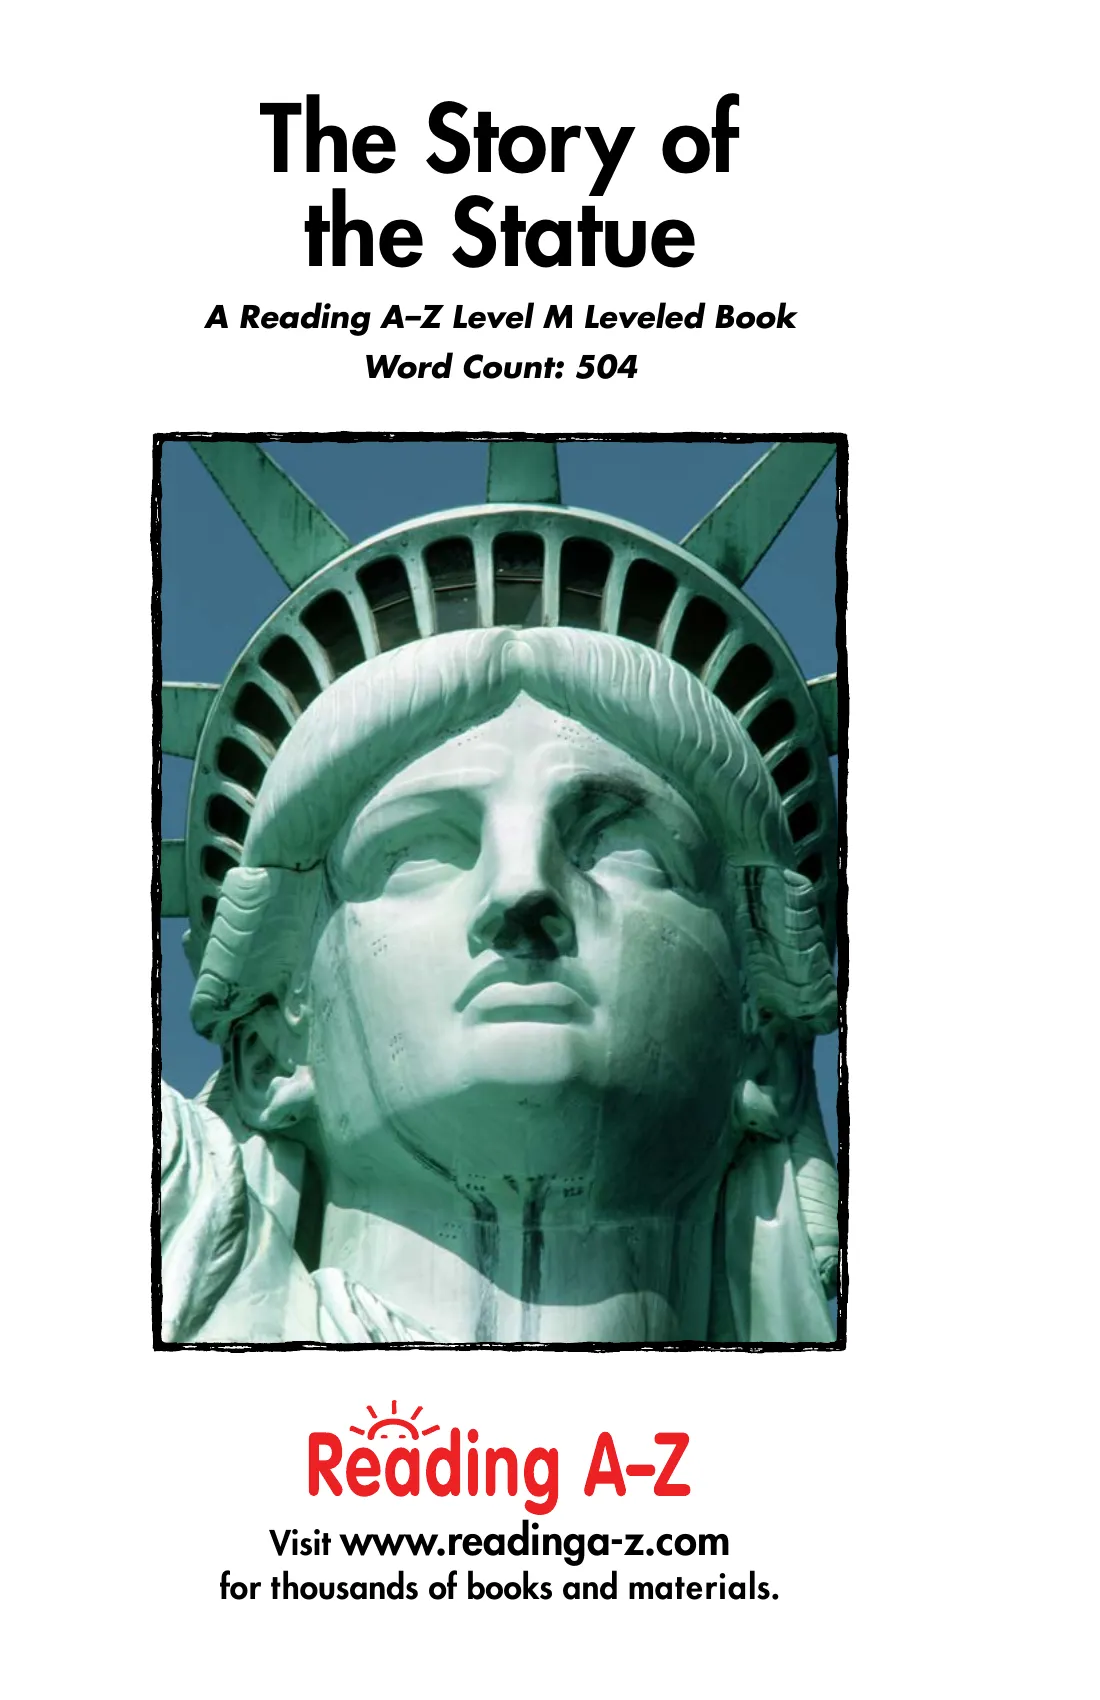 The Story of
the Statue
A Reading A–Z Level M Leveled Book
Word Count: 504
Reading A–Z
Visit www.readinga-z.com
for thousands of books and materials.